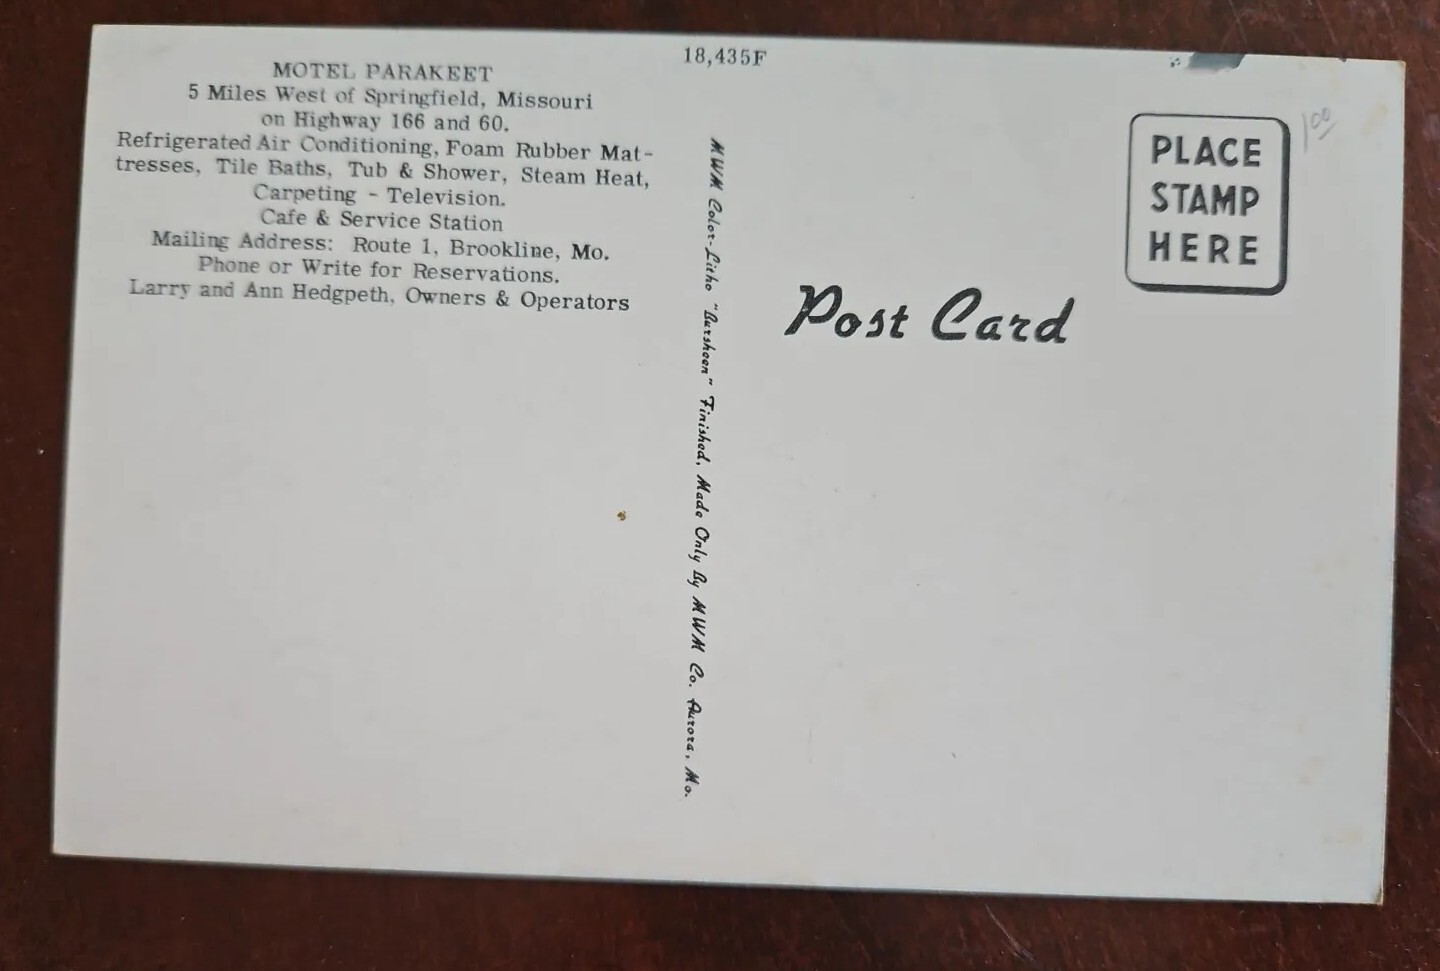 18,435F
MOTEL PARAKEET
5 Miles West of Springfield, Missouri
on Highway 166 and 60.
Refrigerated Air Conditioning, Foam Rubber Mat-
tresses, Tile Baths, Tub & Shower, Steam Heat,
Carpeting - Television.
Cafe & Service Station
Mailing Address: Route 1, Brookline, Mo.
Phone or Write for Reservations.
Larry and Ann Hedgpeth, Owners & Operators
MWM Color-Litho "Bursheen" Finished, Made Only By MWM Co. Aurora, Mo.
Post Card
PLACE
STAMP
HERE
100